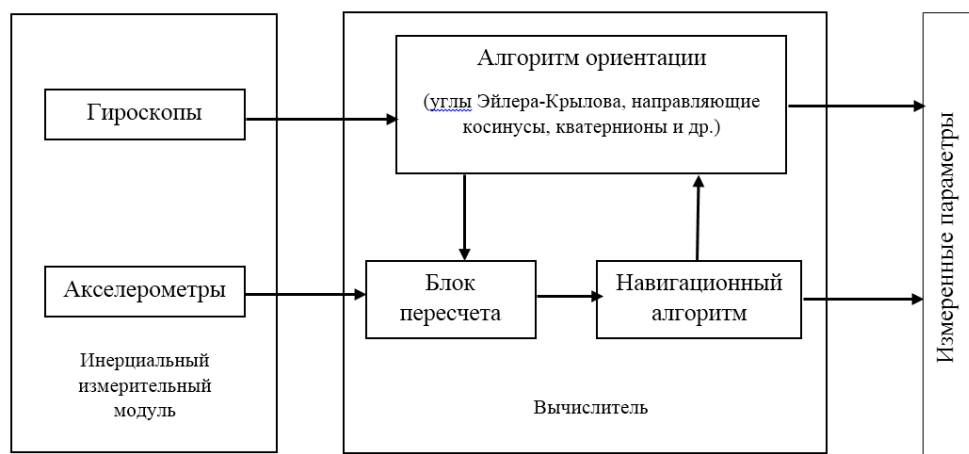 Гироскопы
Акселерометры
Инерциальный
измерительный
модуль
Алгоритм ориентации
(углы Эйлера-Крылова, направляющие
косинусы, кватернионы и др.)
Блок
пересчета
Навигационный
алгоритм
Вычислитель
Измеренные параметры